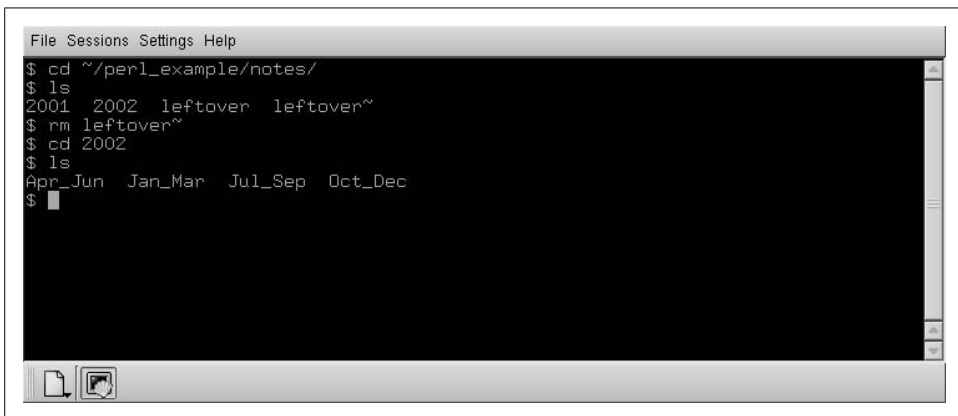 File Sessions Settings Help
$ cd ~/perl_example/notes/
$ ls
2001 2002 leftover leftover~
$ rm leftover~
$ cd 2002
$ ls
Apr_Jun Jan_Mar Jul_Sep Oct_Dec
$